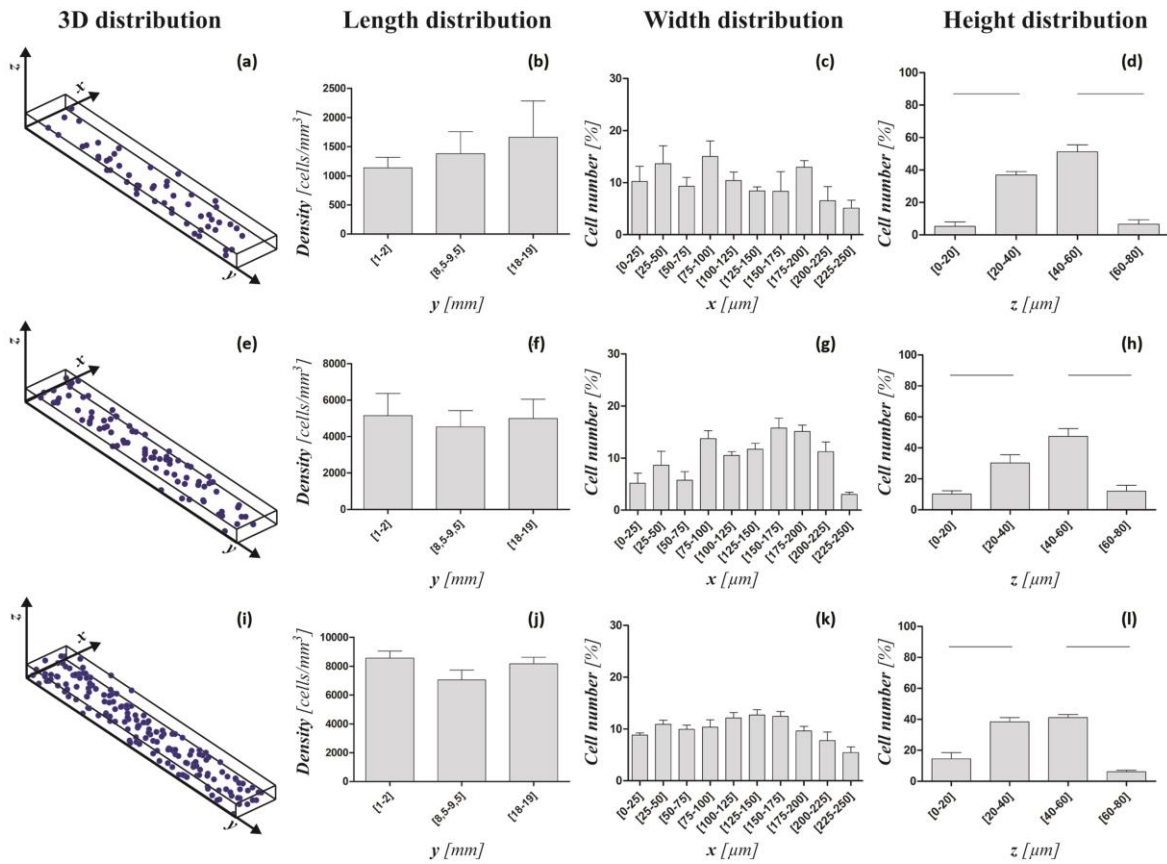 3D distribution Length distribution Width distribution Height distribution
(a)
z
x
y
(b)
Density [cells/mm³]
2500
2000
1500
1000
500
0
[1-2]
[8,5-9,5]
[18-19]
y [mm]
(c)
Cell number [%]
30
20
10
0
[0-25]
[25-50]
[50-75]
[75-100]
[100-125]
[125-150]
[150-175]
[175-200]
[200-225]
[225-250]
x [µm]
(d)
Cell number [%]
100
80
60
40
20
0
[0-20]
[20-40]
[40-60]
[60-80]
z [µm]
(e)
z
x
y
(f)
Density [cells/mm³]
8000
6000
4000
2000
0
[1-2]
[8,5-9,5]
[18-19]
y [mm]
(g)
Cell number [%]
30
20
10
0
[0-25]
[25-50]
[50-75]
[75-100]
[100-125]
[125-150]
[150-175]
[175-200]
[200-225]
[225-250]
x [µm]
(h)
Cell number [%]
100
80
60
40
20
0
[0-20]
[20-40]
[40-60]
[60-80]
z [µm]
(i)
z
x
y
(j)
Density [cells/mm³]
10000
8000
6000
4000
2000
0
[1-2]
[8,5-9,5]
[18-19]
y [mm]
(k)
Cell number [%]
30
20
10
0
[0-25]
[25-50]
[50-75]
[75-100]
[100-125]
[125-150]
[150-175]
[175-200]
[200-225]
[225-250]
x [µm]
(l)
Cell number [%]
100
80
60
40
20
0
[0-20]
[20-40]
[40-60]
[60-80]
z [µm]